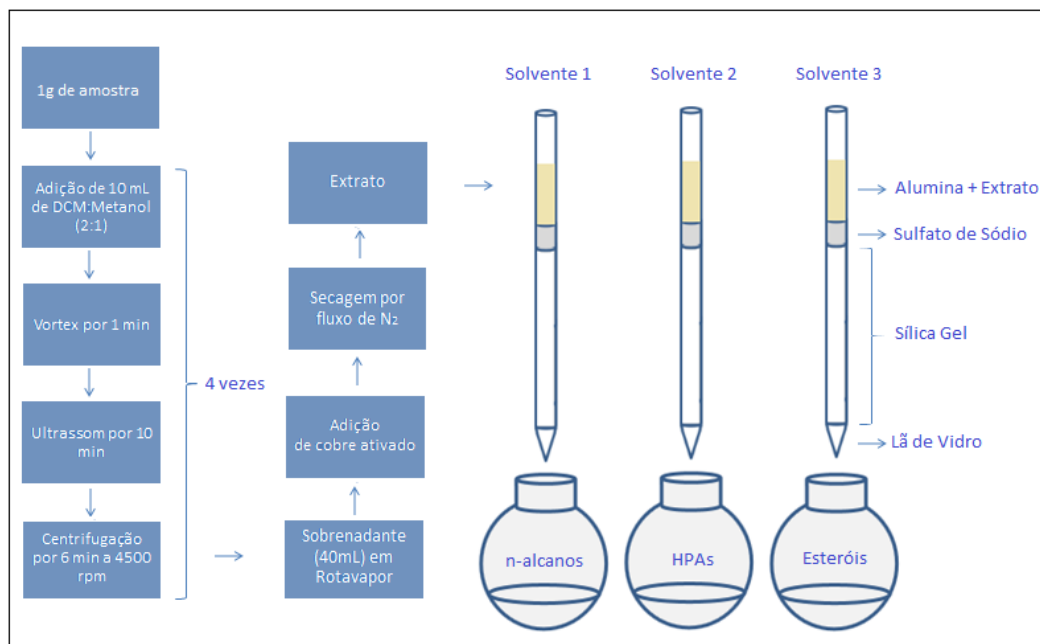 1g de amostra
Adição de 10 mL
de DCM:Metanol
(2:1)
Vortex por 1 min
Ultrassom por 10
min
Centrifugação
por 6 min a 4500
rpm
4 vezes
Sobrenadante
(40mL) em
Rotavapor
Adição
de cobre ativado
Secagem por
fluxo de N₂
Extrato
Solvente 1
Solvente 2
Solvente 3
Alumina + Extrato
Sulfato de Sódio
Sílica Gel
Lã de Vidro
n-alcanos
HPAs
Esteróis